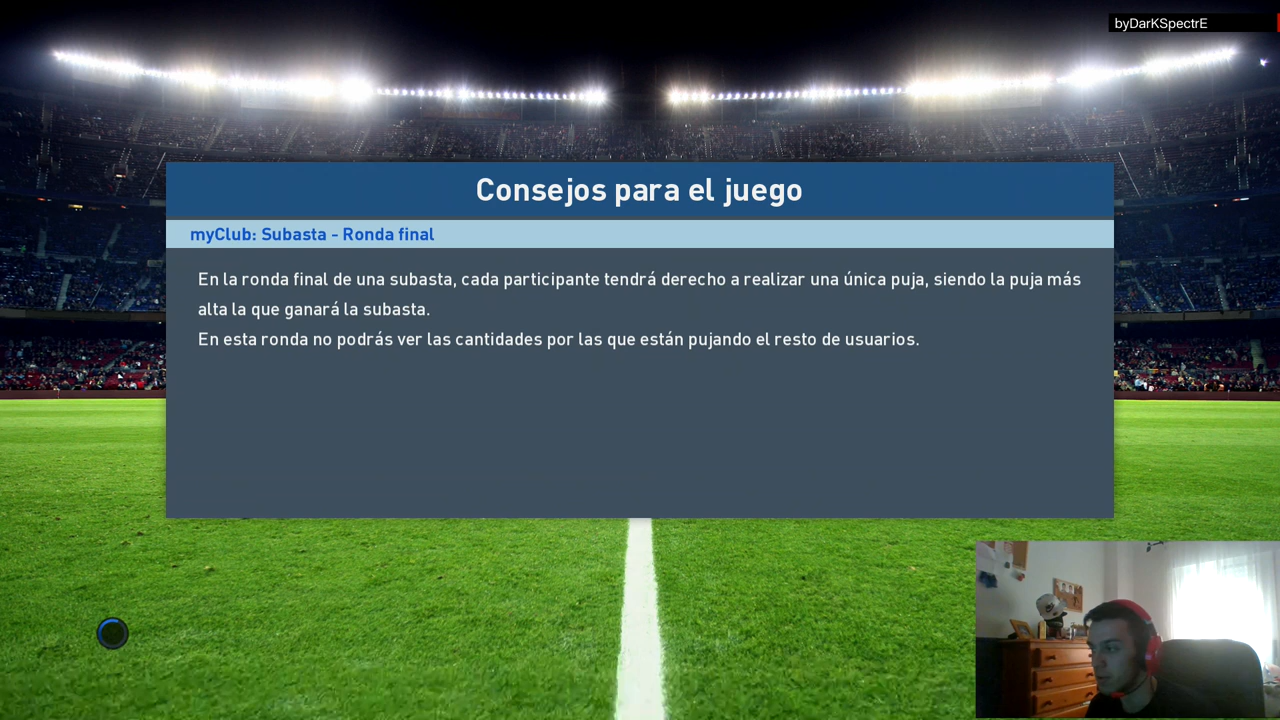 byDarKSpectrE
Consejos para el juego
myClub: Subasta - Ronda final
En la ronda final de una subasta, cada participante tendrá derecho a realizar una única puja, siendo la puja más
alta la que ganará la subasta.
En esta ronda no podrás ver las cantidades por las que están pujando el resto de usuarios.